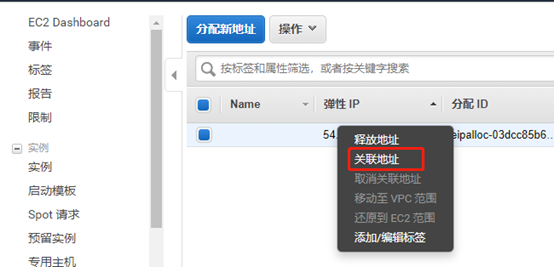 EC2 Dashboard
事件
标签
报告
限制
实例
实例
启动模板
Spot 请求
预留实例
专用主机
分配新地址
操作
按标签和属性筛选，或者按关键字搜索
Name 弹性 IP 分配 ID
54. eipalloc-03dcc85b6...
释放地址
关联地址
取消关联地址
移动至 VPC 范围
还原到 EC2 范围
添加/编辑标签